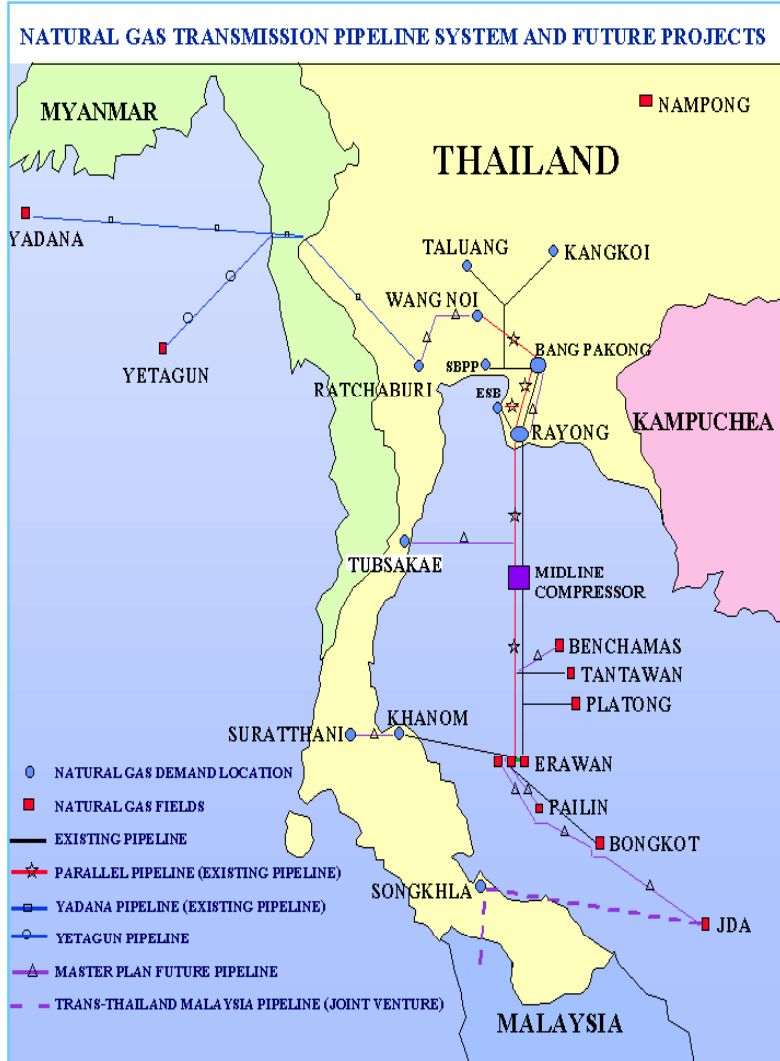 NATURAL GAS TRANSMISSION PIPELINE SYSTEM AND FUTURE PROJECTS
MYANMAR
NAMPONG
THAILAND
YADANA
TALUANG
KANGKOI
WANG NOI
YETAGUN
RATCHABURI
SBPP
BANG PAKONG
ESB
RAYONG
KAMPUCHEA
TUBSAKAE
MIDLINE
COMPRESSOR
BENCHAMAS
TANTAWAN
PLATONG
SURATTHANI
KHANOM
ERAWAN
PAILIN
BONGKOT
SONGKHLA
JDA
MALAYSIA
NATURAL GAS DEMAND LOCATION
NATURAL GAS FIELDS
EXISTING PIPELINE
PARALLEL PIPELINE (EXISTING PIPELINE)
YADANA PIPELINE (EXISTING PIPELINE)
YETAGUN PIPELINE
MASTER PLAN FUTURE PIPELINE
TRANS-THAILAND MALAYSIA PIPELINE (JOINT VENTURE)